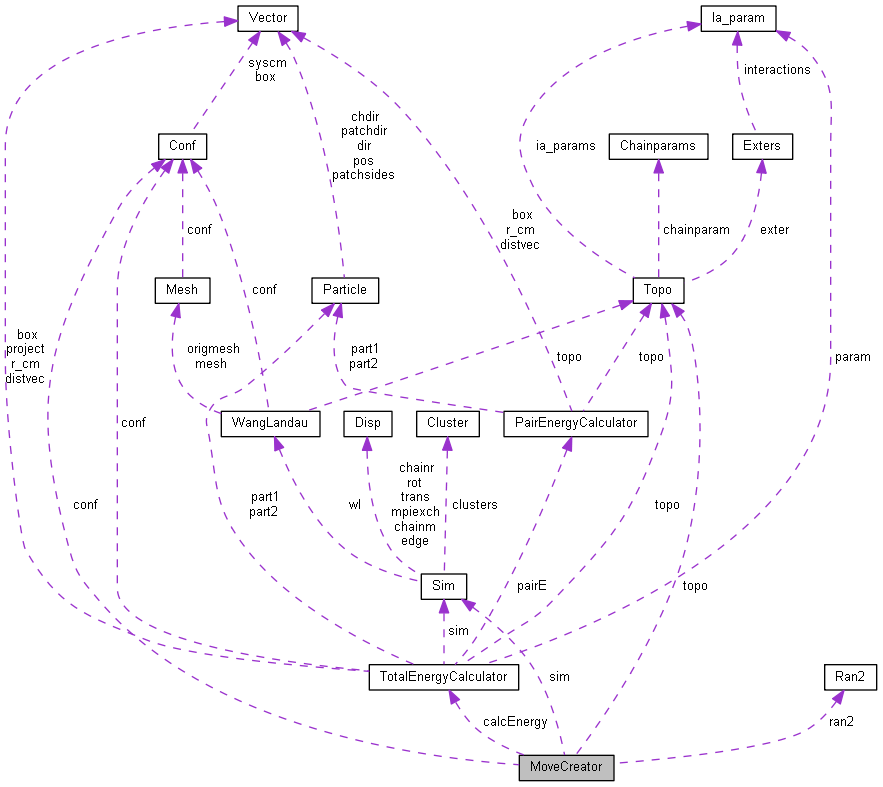 Vector
Ia_param
syscm
box
interactions
chdir
patchdir
dir
pos
patchsides
Conf
ia_params
Chainparams
Exters
box
r_cm
distvec
conf
chainparam
exter
Mesh
conf
Particle
Topo
box
project
r_cm
distvec
origmesh
mesh
part1
part2
topo
topo
param
conf
WangLandau
Disp
Cluster
PairEnergyCalculator
conf
part1
part2
wl
chainr
rot
trans
mpiexch
chainm
edge
clusters
topo
Sim
pairE
topo
sim
TotalEnergyCalculator
sim
Ran2
calcEnergy
ran2
MoveCreator